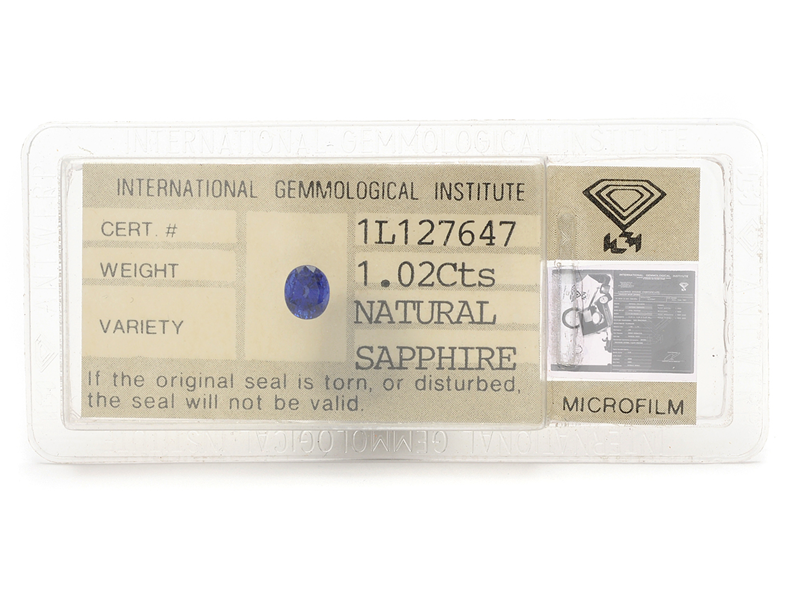 INTERNATIONAL-GEMMOLOGICAL INSTITUTE
INTERNATIONAL GEMMOLOGICAL INSTITUTE
CERT. # 1L127647
WEIGHT 1.02Cts
VARIETY NATURAL
SAPPHIRE
If the original seal is torn, or disturbed,
the seal will not be valid.
MICROFILM